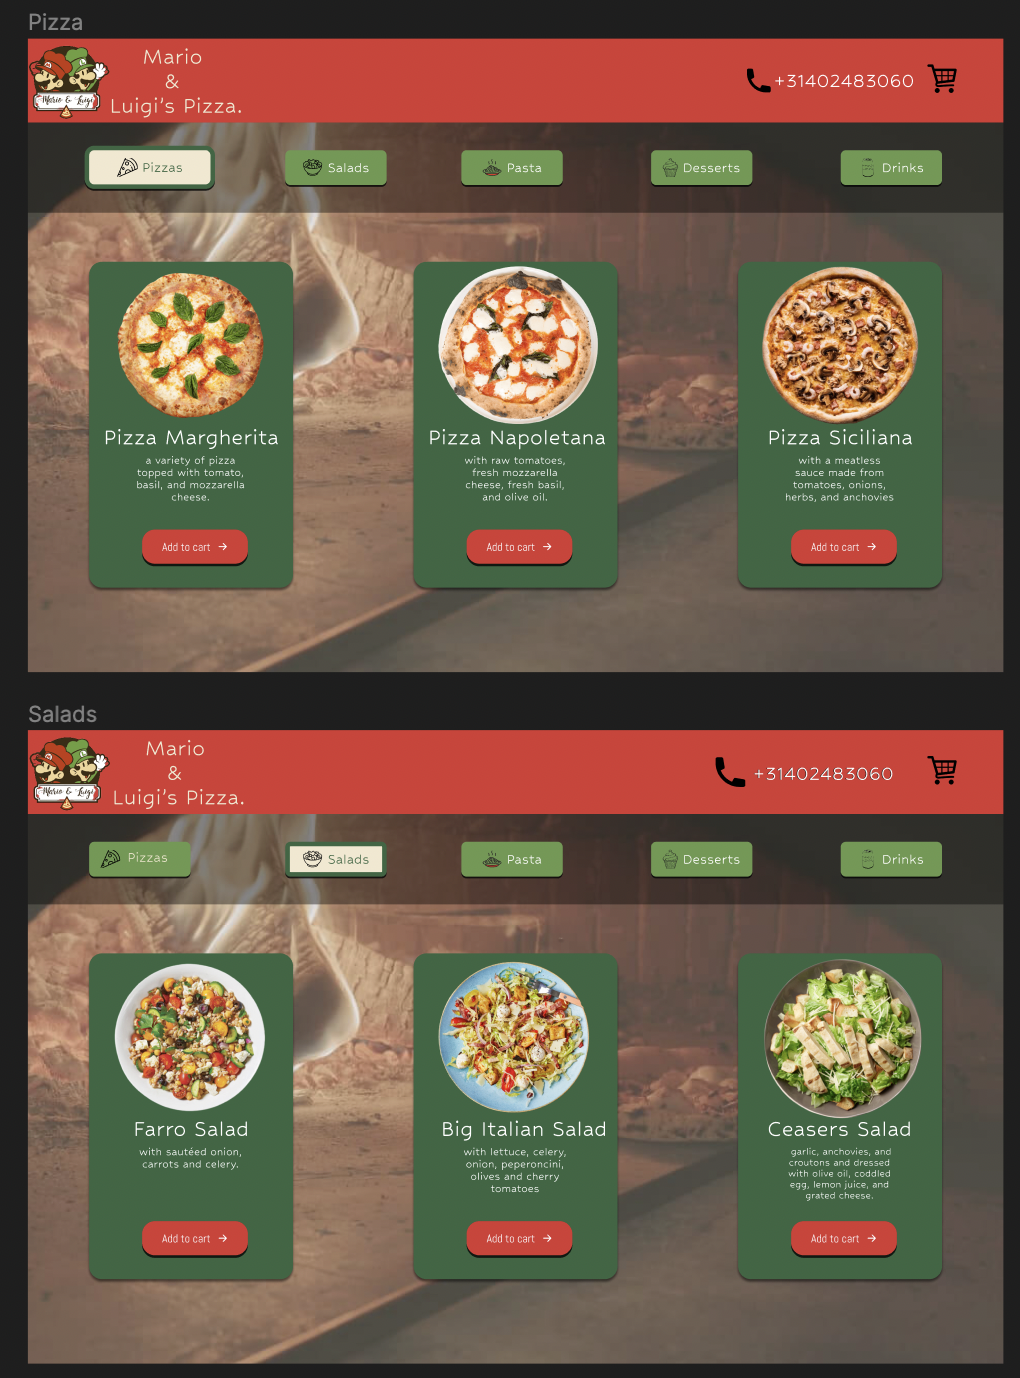 Pizza
Mario
&
Luigi's Pizza.
Mario & Luigi
+31402483060
Pizzas
Salads
Pasta
Desserts
Drinks
Pizza Margherita
a variety of pizza
topped with tomato,
basil, and mozzarella
cheese.
Add to cart →
Pizza Napoletana
with raw tomatoes,
fresh mozzarella
cheese, fresh basil,
and olive oil.
Add to cart →
Pizza Siciliana
with a meatless
sauce made from
tomatoes, onions,
herbs, and anchovies
Add to cart →
Salads
Mario
&
Luigi's Pizza.
Mario & Luigi
+31402483060
Pizzas
Salads
Pasta
Desserts
Drinks
Farro Salad
with sautéed onion,
carrots and celery.
Add to cart →
Big Italian Salad
with lettuce, celery,
onion, peperoncini,
olives and cherry
tomatoes
Add to cart →
Ceasers Salad
garlic, anchovies, and
croutons and dressed
with olive oil, coddled
egg, lemon juice, and
grated cheese.
Add to cart →